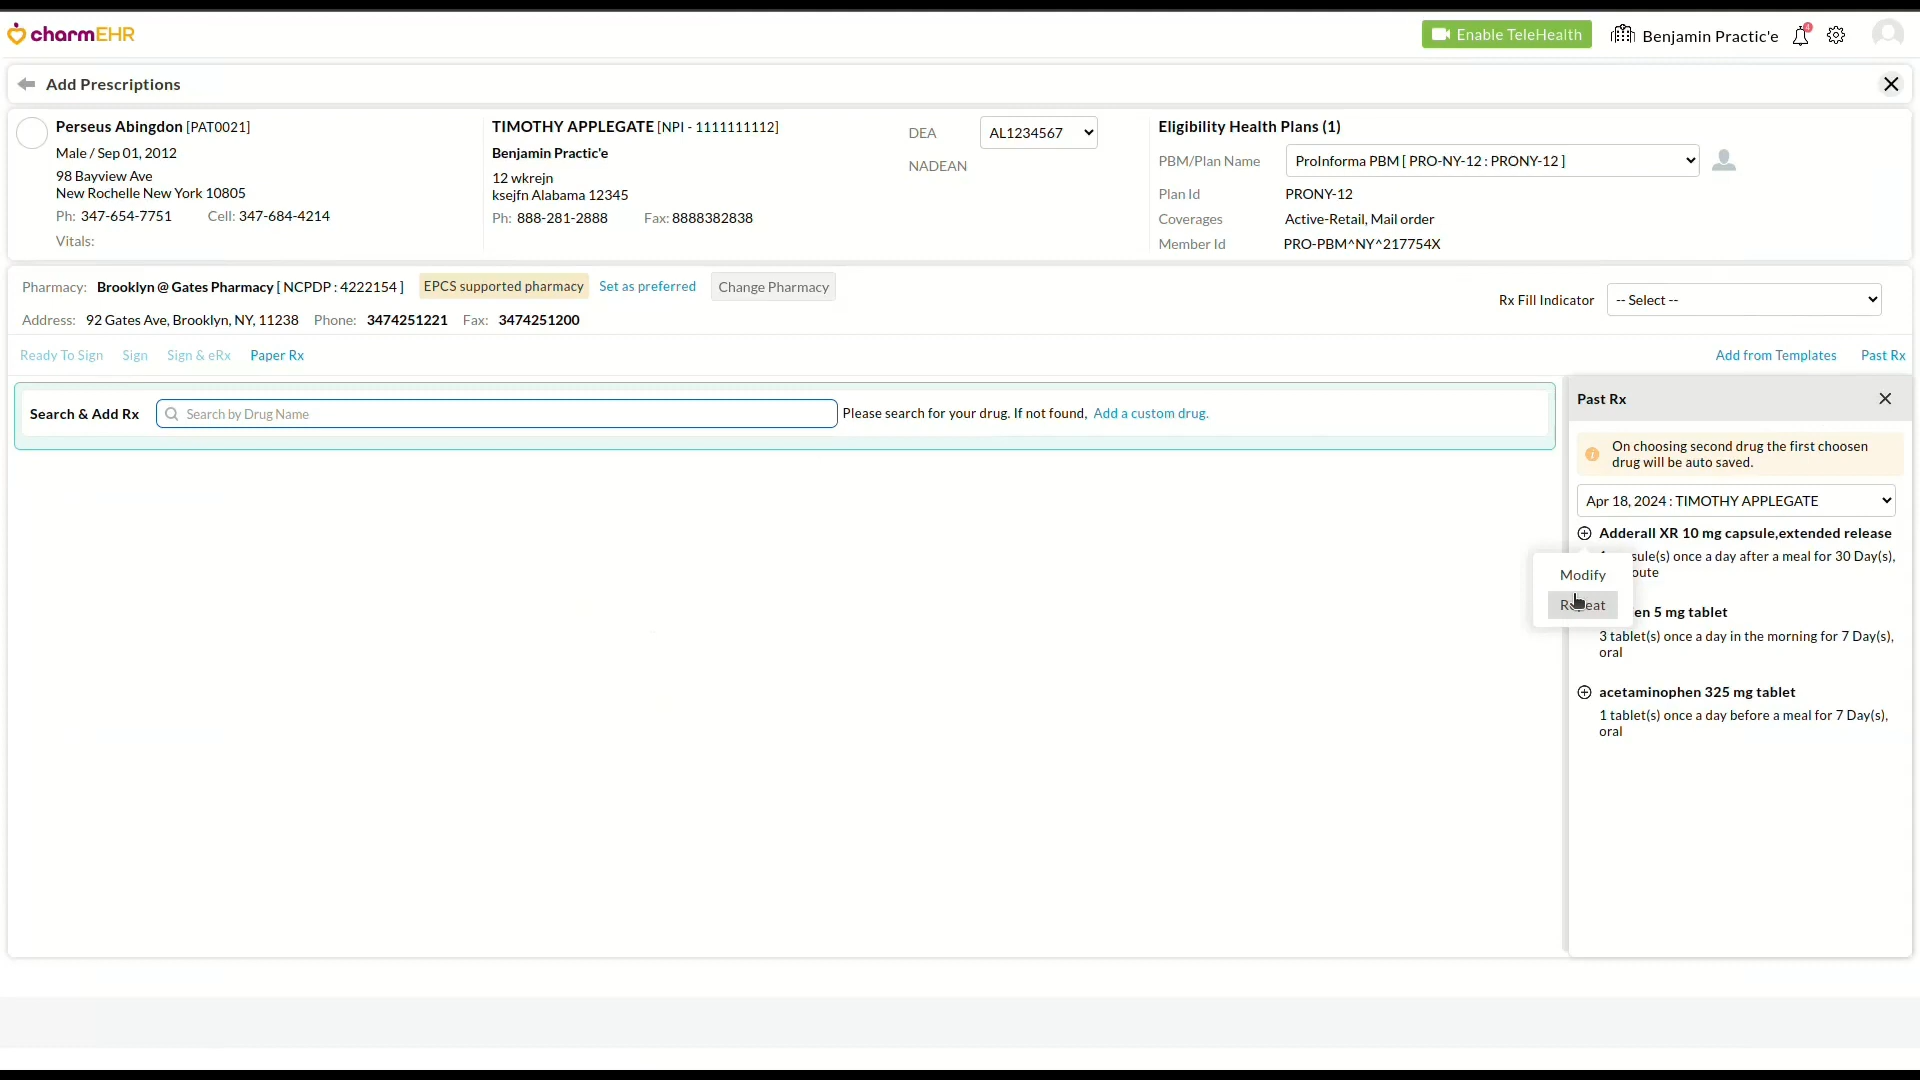 charmEHR
Enable TeleHealth
Benjamin Practic'e
4
Add Prescriptions
Perseus Abingdon [PAT0021]
Male / Sep 01, 2012
98 Bayview Ave
New Rochelle New York 10805
Ph: 347-654-7751 Cell: 347-684-4214
Vitals:
TIMOTHY APPLEGATE [NPI - 1111111112]
Benjamin Practic'e
12 wkrejn
ksejfn Alabama 12345
Ph: 888-281-2888 Fax: 8888382838
DEA AL1234567
NADEAN
Eligibility Health Plans (1)
PBM/Plan Name ProInforma PBM [ PRO-NY-12 : PRONY-12 ]
Plan Id PRONY-12
Coverages Active-Retail, Mail order
Member Id PRO-PBM^NY^217754X
Pharmacy: Brooklyn @ Gates Pharmacy [ NCPDP : 4222154 ] EPCS supported pharmacy Set as preferred Change Pharmacy
Address: 92 Gates Ave, Brooklyn, NY, 11238 Phone: 3474251221 Fax: 3474251200
Rx Fill Indicator -- Select --
Ready To Sign Sign Sign & eRx Paper Rx
Add from Templates Past Rx
Search & Add Rx Search by Drug Name Please search for your drug. If not found, Add a custom drug.
Past Rx
On choosing second drug the first choosen
drug will be auto saved.
Apr 18, 2024 : TIMOTHY APPLEGATE
Adderall XR 10 mg capsule,extended release
once a day after a meal for 30 Day(s),
Modify
5 mg tablet
3 tablet(s) once a day in the morning for 7 Day(s),
oral
acetaminophen 325 mg tablet
1 tablet(s) once a day before a meal for 7 Day(s),
oral